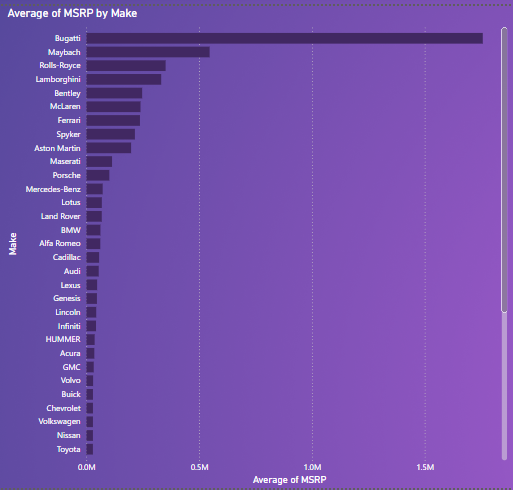 Average of MSRP by Make
Bugatti
Maybach
Rolls-Royce
Lamborghini
Bentley
McLaren
Ferrari
Spyker
Aston Martin
Maserati
Porsche
Mercedes-Benz
Lotus
Land Rover
BMW
Alfa Romeo
Cadillac
Audi
Lexus
Genesis
Lincoln
Infiniti
HUMMER
Acura
GMC
Volvo
Buick
Chevrolet
Volkswagen
Nissan
Toyota
Make
0.0M 0.5M 1.0M 1.5M
Average of MSRP